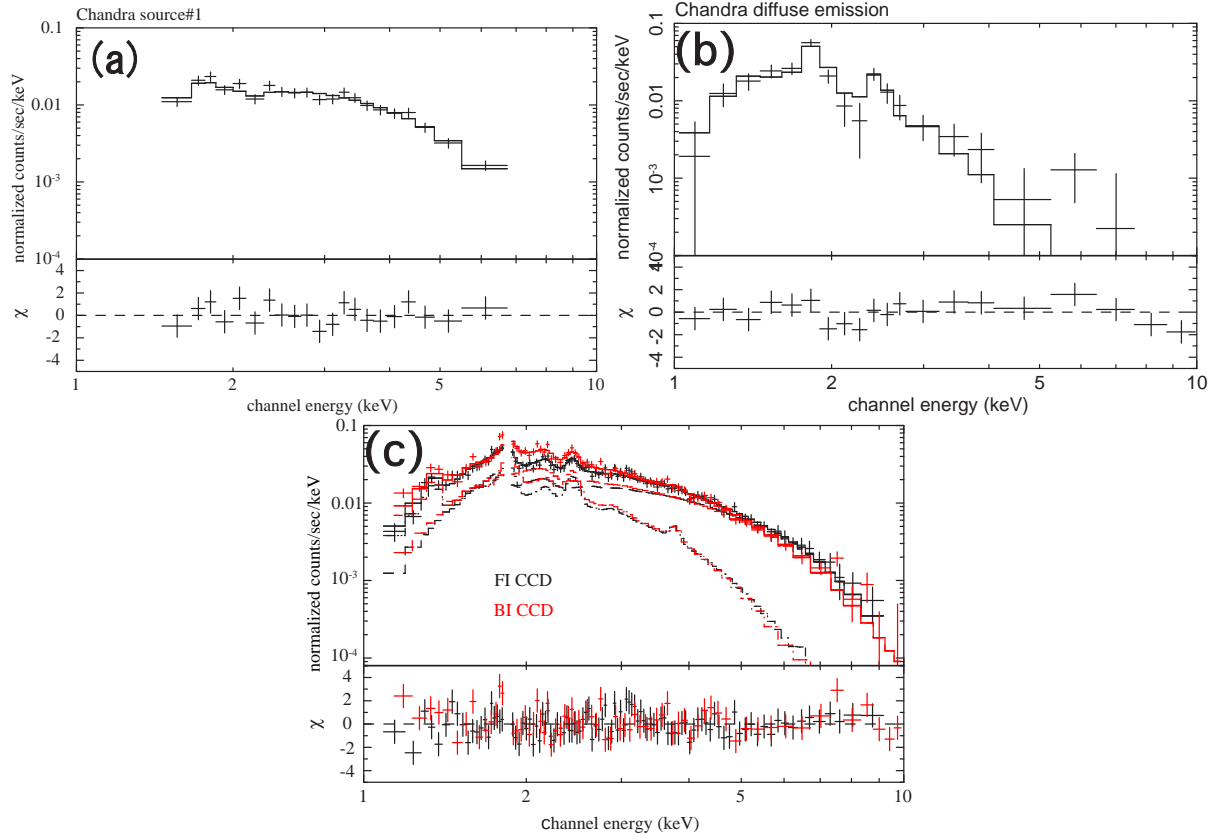 Chandra source#1
(a)
normalized counts/sec/keV
0.1
0.01
10-3
10-4
χ
4
2
0
-2
-4
1
2
5
10
channel energy (keV)
Chandra diffuse emission
(b)
normalized counts/sec/keV
0.1
0.01
10-3
10-4
χ
4
2
0
-2
-4
1
2
5
10
channel energy (keV)
(c)
normalized counts/sec/keV
0.1
0.01
10-3
10-4
FI CCD
BI CCD
χ
4
2
0
-2
-4
1
2
5
10
channel energy (keV)